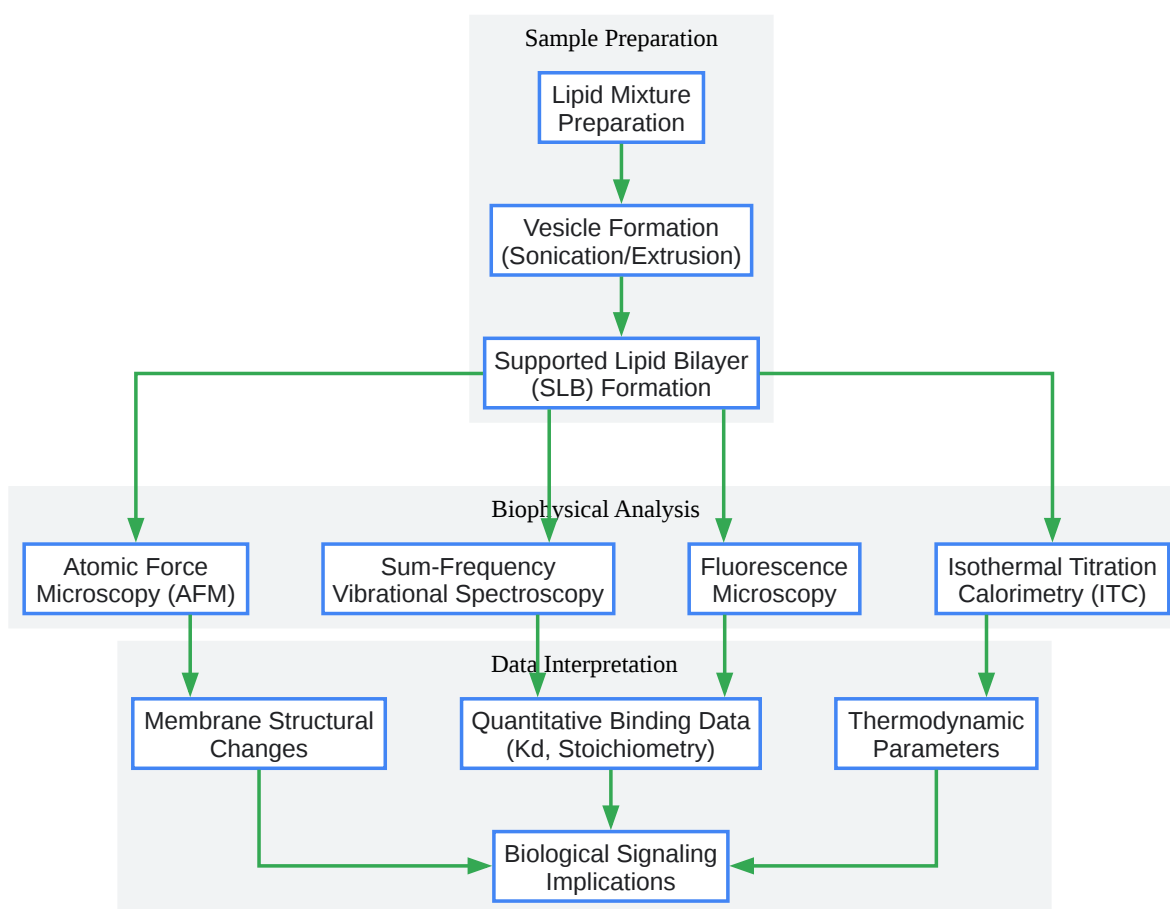 Sample Preparation
Lipid Mixture
Preparation
Vesicle Formation
(Sonication/Extrusion)
Supported Lipid Bilayer
(SLB) Formation
Biophysical Analysis
Atomic Force
Microscopy (AFM)
Sum-Frequency
Vibrational Spectroscopy
Fluorescence
Microscopy
Isothermal Titration
Calorimetry (ITC)
Data Interpretation
Membrane Structural
Changes
Quantitative Binding Data
(Kd, Stoichiometry)
Thermodynamic
Parameters
Biological Signaling
Implications